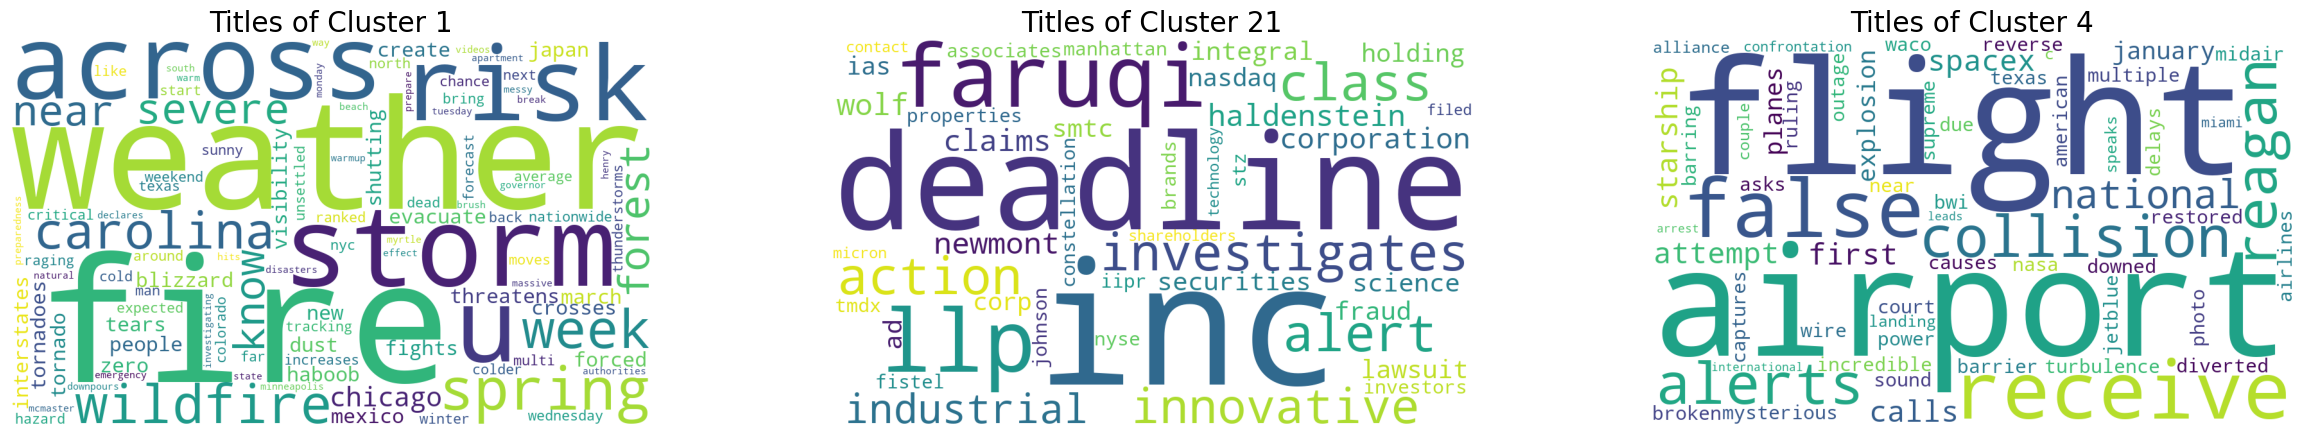 Titles of Cluster 1
across
risk
weather
near
severe
create
japan
way
videos
apartment
like
north
south
warm
start
monday
prepare
chance
next
messy
bring
break
tuesday
beach
sunny
visibility
unsettled
shutting
warmup
forecast
average
governor
henry
thunderstorms
forest
weekend
texas
critical
declares
ranked
dead
brush
evacuate
back
nationwide
carolina
storm
know
nyc
myrtle
effect
moves
preparedness
raging
around
hits
disasters
massive
natural
cold
blizzard
man
fire
u
threatens
march
crosses
week
interstates
tornadoes
tornado
expected
tears
people
investigating
colorado
new
tracking
dust
fights
far
increases
multi
forced
zero
haboob
colder
authorities
emergency
state
downpours
minneapolis
spring
wildfire
chicago
mexico
winter
wednesday
mcmaster
hazard
Titles of Cluster 21
contact
associates
manhattan
integral
holding
ias
faruqi
nasdaq
class
wolf
properties
haldenstein
filed
claims
smtc
corporation
deadline
constellation
brands
technology
stz
micron
newmont
shareholders
investigates
action
iipr
securities
science
tmdx
corp
inc
llp
ad
johnson
nyse
fraud
alert
fistel
lawsuit
investors
industrial
innovative
Titles of Cluster 4
alliance
confrontation
waco
reverse
january
midair
spacex
c
texas
multiple
starship
barring
couple
planes
ruling
outage
explosion
supreme
due
american
speaks
delays
miami
flight
reagan
asks
near
national
false
bwi
leads
restored
arrest
attempt
first
collision
airlines
causes
nasa
downed
airport
captures
wire
court
landing
power
jetblue
photo
international
incredible
barrier
turbulence
diverted
alerts
sound
receive
broken
mysterious
calls